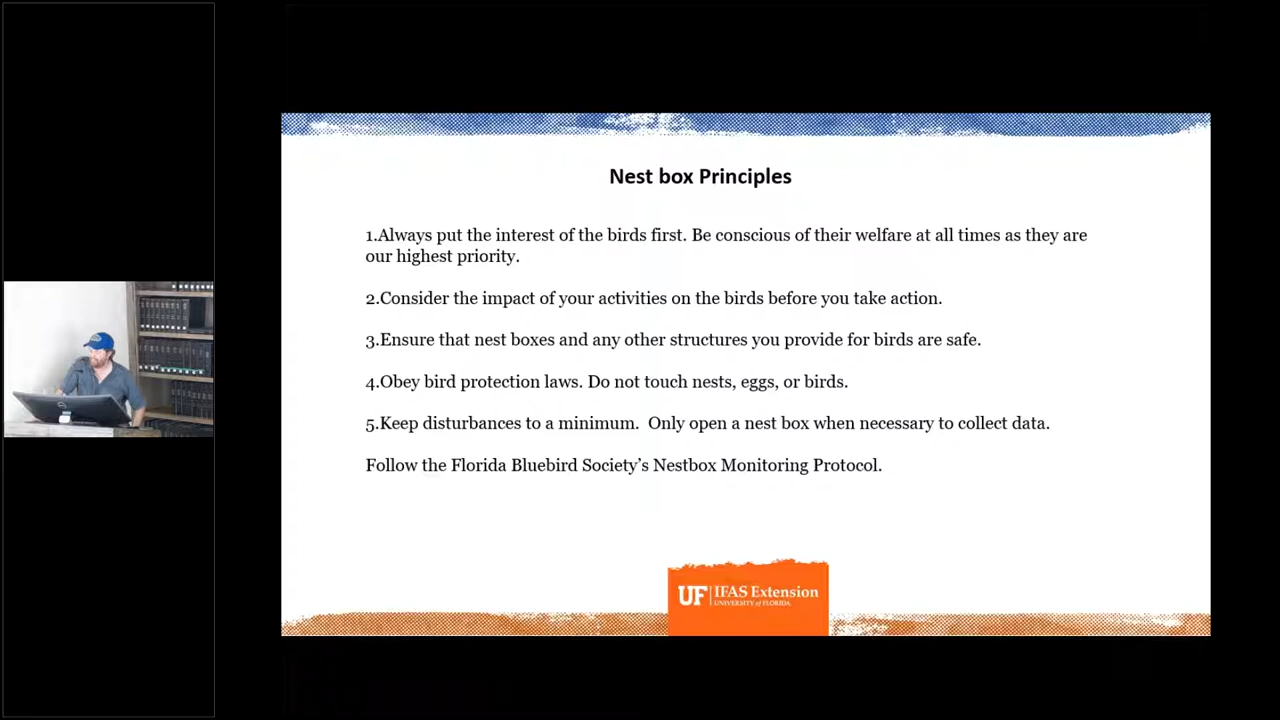 Nest box Principles
1.Always put the interest of the birds first. Be conscious of their welfare at all times as they are
our highest priority.
2.Consider the impact of your activities on the birds before you take action.
3.Ensure that nest boxes and any other structures you provide for birds are safe.
4.Obey bird protection laws. Do not touch nests, eggs, or birds.
5.Keep disturbances to a minimum.  Only open a nest box when necessary to collect data.
Follow the Florida Bluebird Society's Nestbox Monitoring Protocol.
UF | IFAS Extension
UNIVERSITY of FLORIDA